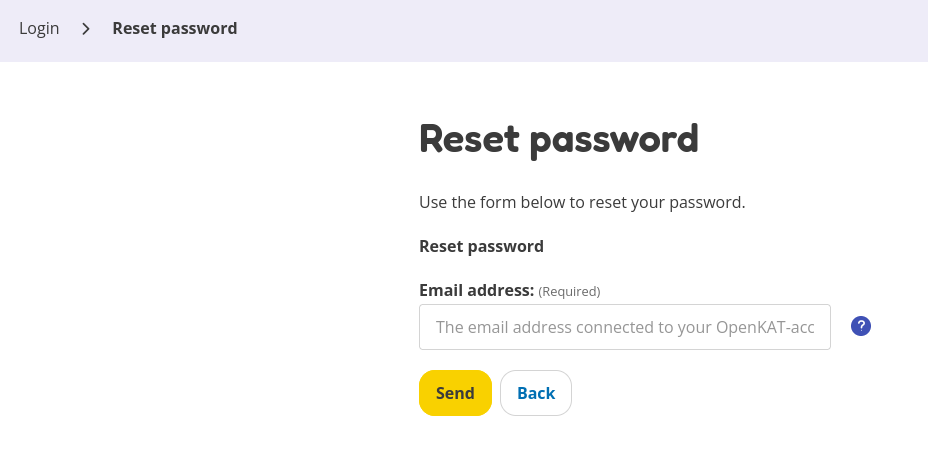 Login > Reset password
Reset password
Use the form below to reset your password.
Reset password
Email address: (Required)
The email address connected to your OpenKAT-acc
?
Send Back